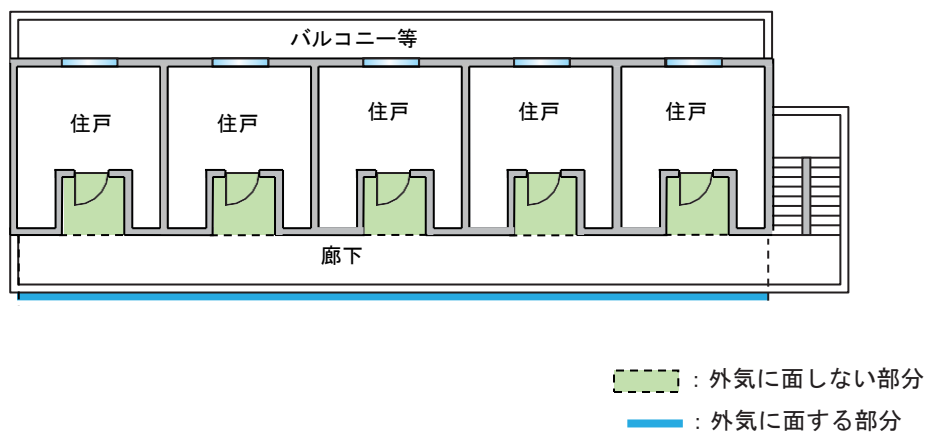 バルコニー等
住戸
住戸
住戸
住戸
住戸
廊下
：外気に面しない部分
：外気に面する部分